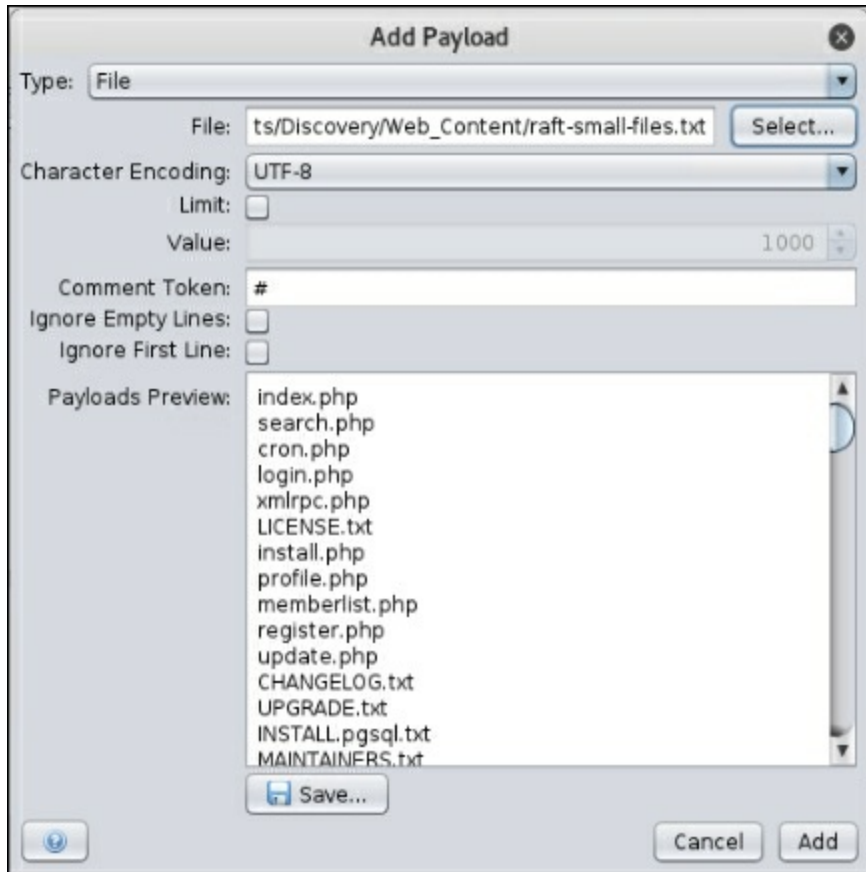 Add Payload
Type: File
File: ts/Discovery/Web_Content/raft-small-files.txt Select...
Character Encoding: UTF-8
Limit:
Value: 1000
Comment Token: #
Ignore Empty Lines:
Ignore First Line:
Payloads Preview:
index.php
search.php
cron.php
login.php
xmlrpc.php
LICENSE.txt
install.php
profile.php
memberlist.php
register.php
update.php
CHANGELOG.txt
UPGRADE.txt
INSTALL.pgsql.txt
MAINTAINERS.txt
Save...
Cancel Add